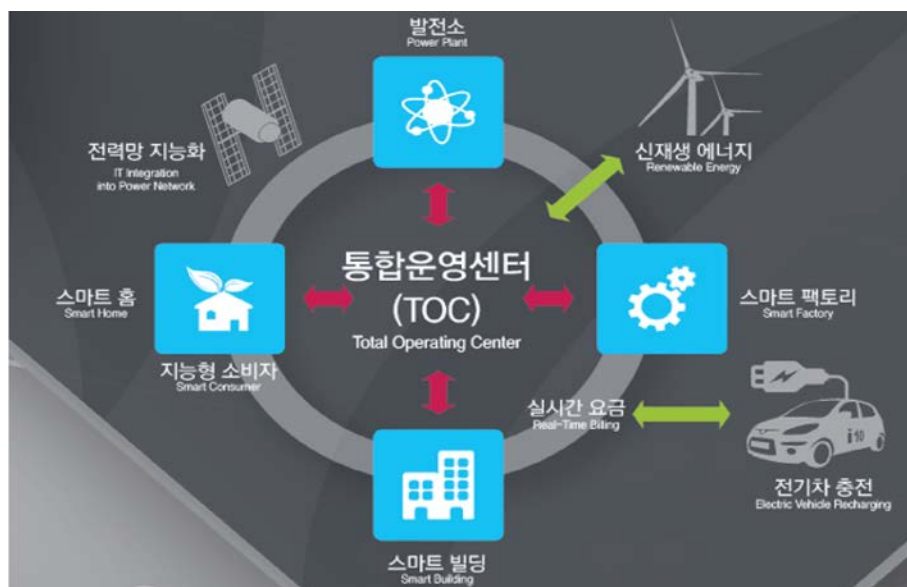 발전소
Power Plant
전력망 지능화
IT Integration
into Power Network
신재생 에너지
Renewable Energy
통합운영센터
(TOC)
Total Operating Center
스마트 홈
Smart Home
지능형 소비자
Smart Consumer
스마트 팩토리
Smart Factory
실시간 요금
Real-Time Billing
i10
전기차 충전
Electric Vehicle Recharging
스마트 빌딩
Smart Building